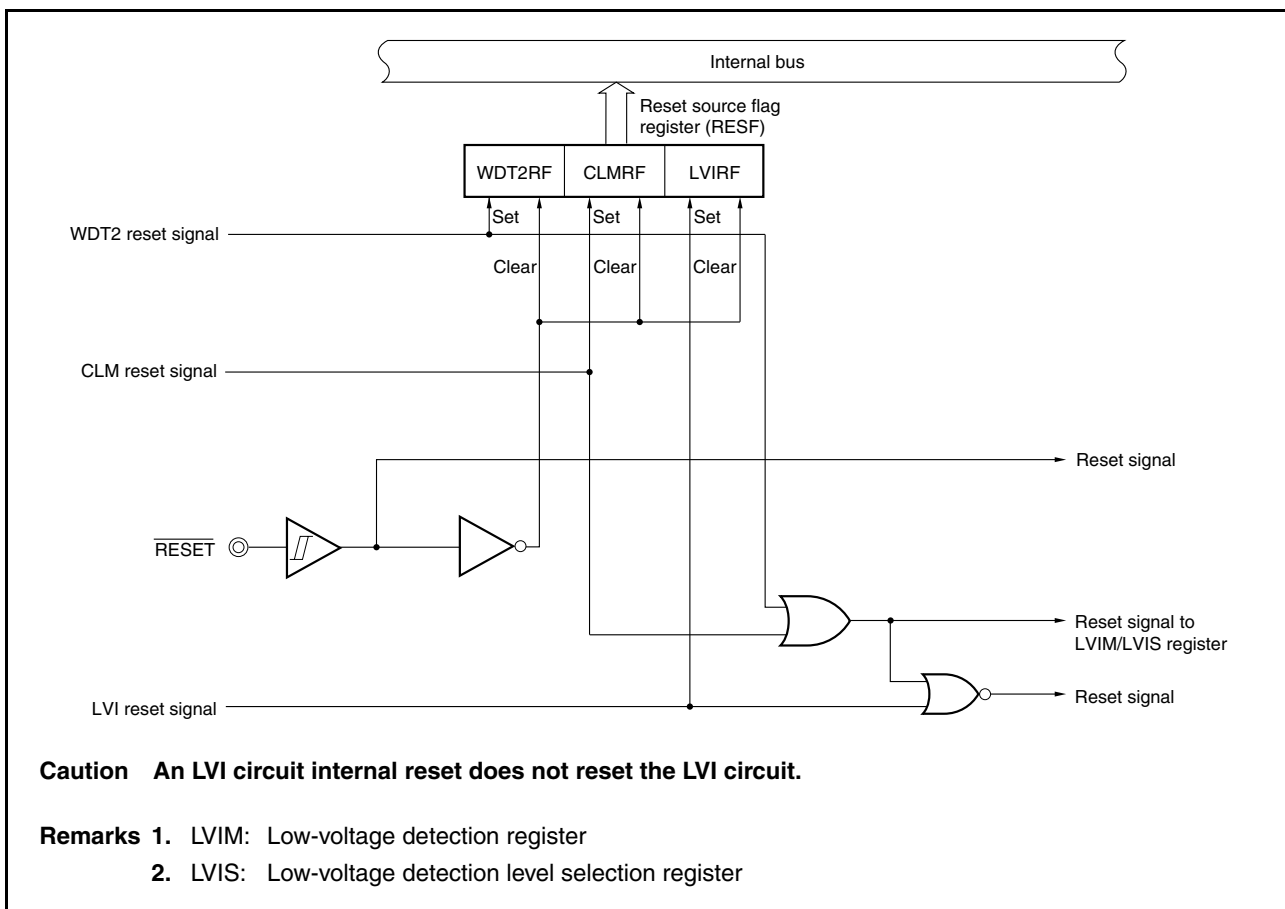 Internal bus
Reset source flag
register (RESF)
WDT2RF CLMRF LVIRF
Set Set Set
WDT2 reset signal
Clear Clear Clear
CLM reset signal
Reset signal
RESET
Reset signal to
LVIM/LVIS register
Reset signal
LVI reset signal
Caution An LVI circuit internal reset does not reset the LVI circuit.
Remarks 1. LVIM: Low-voltage detection register
2. LVIS: Low-voltage detection level selection register